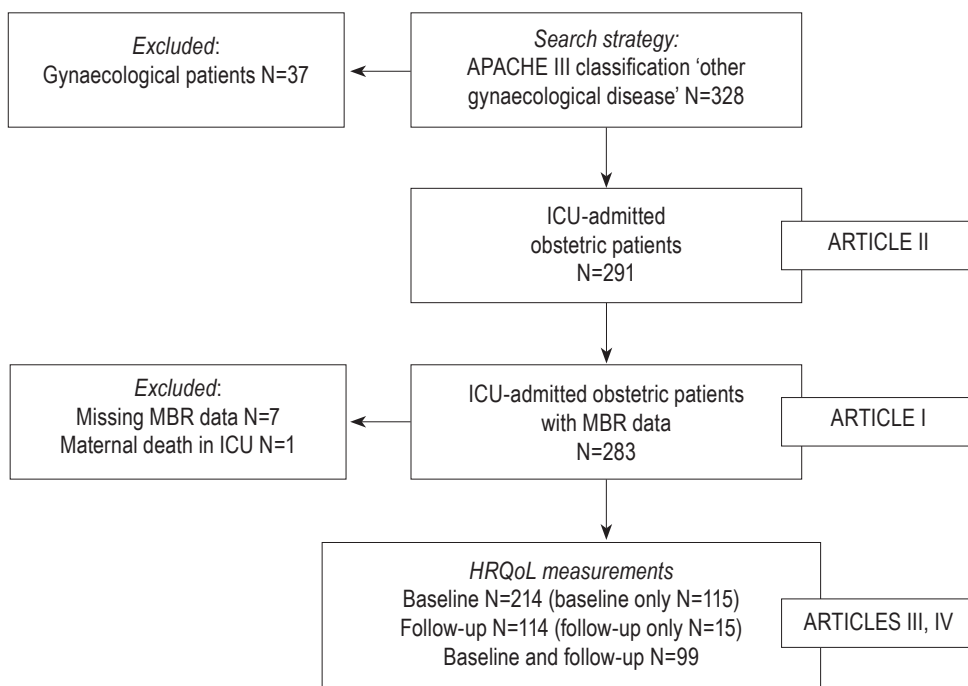 Excluded:
Gynaecological patients N=37
Search strategy:
APACHE III classification ‘other
gynaecological disease’ N=328
ICU-admitted
obstetric patients
N=291
ARTICLE II
Excluded:
Missing MBR data N=7
Maternal death in ICU N=1
ICU-admitted obstetric patients
with MBR data
N=283
ARTICLE I
HRQoL measurements
Baseline N=214 (baseline only N=115)
Follow-up N=114 (follow-up only N=15)
Baseline and follow-up N=99
ARTICLES III, IV